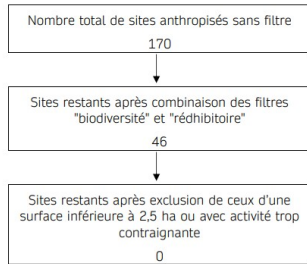 Nombre total de sites anthropisés sans filtre
170
Sites restants après combinaison des filtres
"biodiversité" et "rédhibitoire"
46
Sites restants après exclusion de ceux d'une
surface inférieure à 2,5 ha ou avec activité trop
contraignante
0